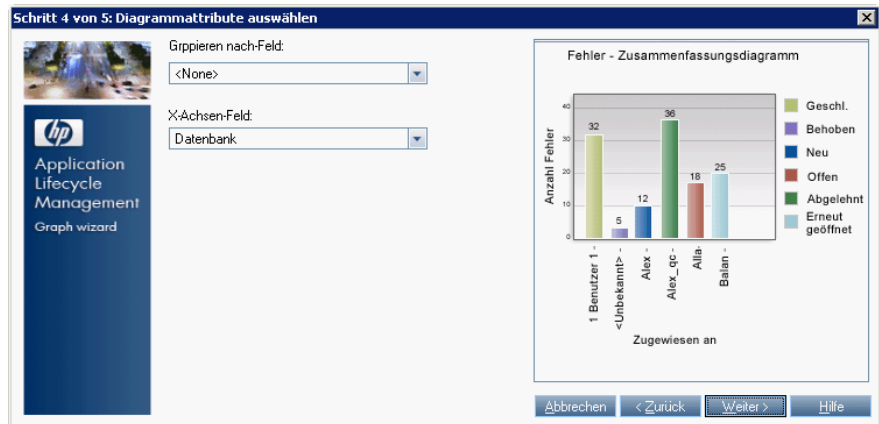 Schritt 4 von 5: Diagrammattribute auswählen
Grppieren nach-Feld:
<None>
X-Achsen-Feld:
Datenbank
hp
Application
Lifecycle
Management
Graph wizard
Fehler - Zusammenfassungsdiagramm
Anzahl Fehler
40
30
20
10
0
32
5
12
36
18
25
1 Benutzer 1 -
<Unbekannt> -
Alex -
Alex_qc -
Alla-
Balan -
Zugewiesen an
Geschl.
Behoben
Neu
Offen
Abgelehnt
Erneut
geöffnet
Abbrechen
< Zurück
Weiter >
Hilfe